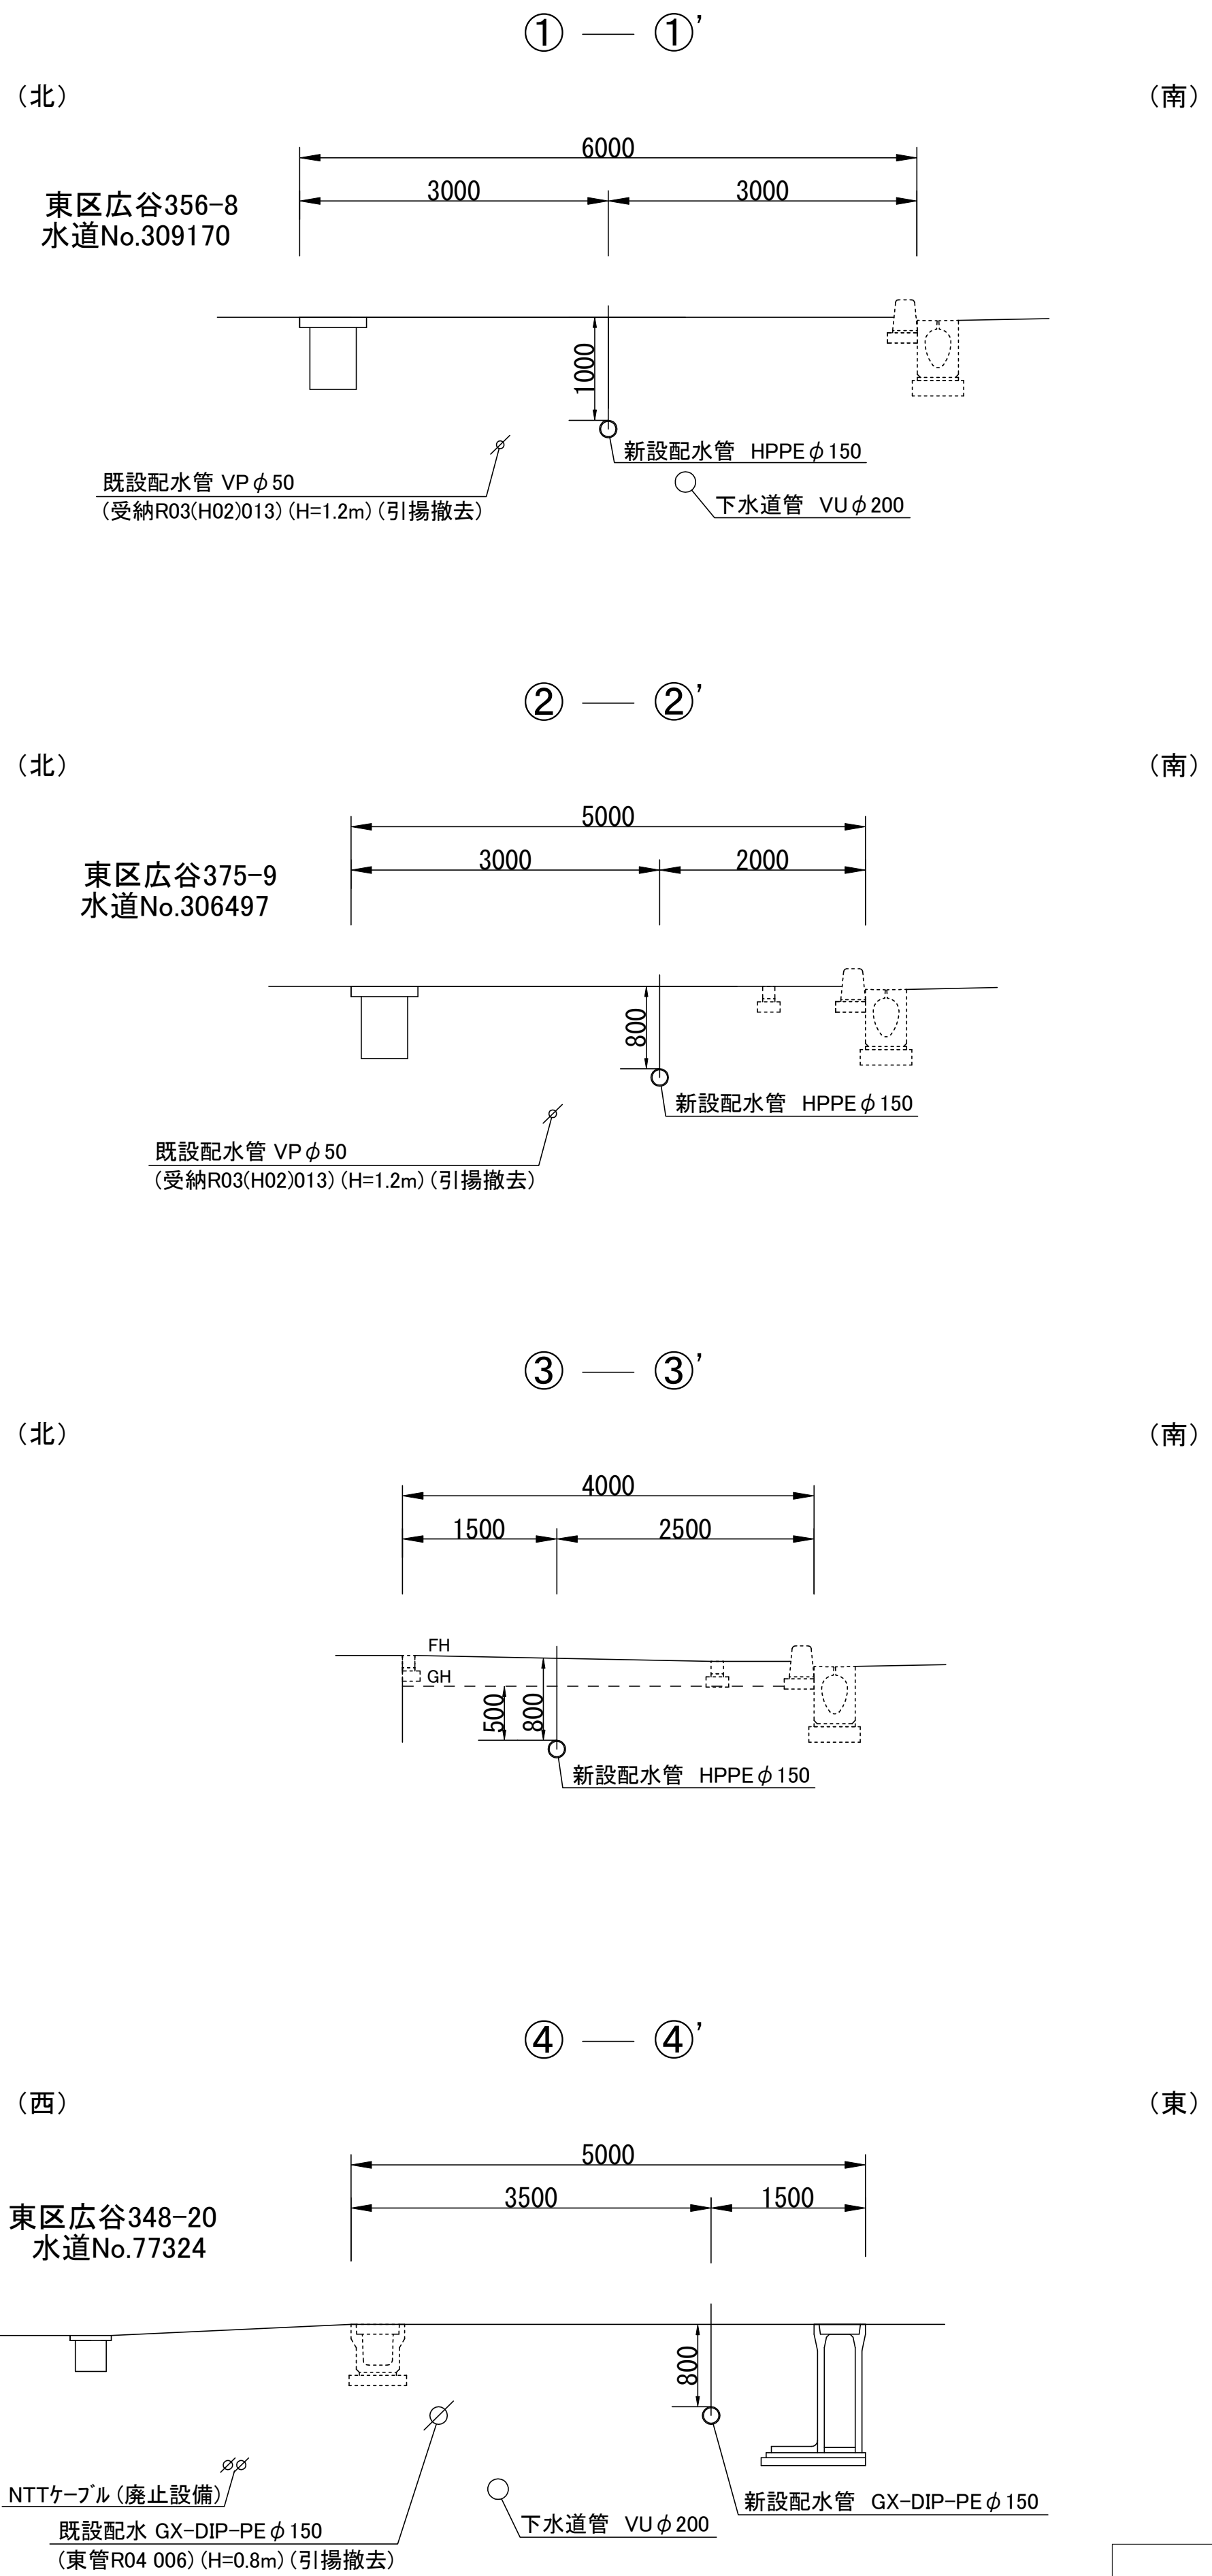 ① — ①'
（北）
（南）
6000
3000
3000
東区広谷356-8
水道No.309170
1000
新設配水管 HPPEφ150
既設配水管 VPφ50
(受納R03(H02)013)(H=1.2m)(引揚撤去)
下水道管 VUφ200
② — ②'
（北）
（南）
5000
3000
2000
東区広谷375-9
水道No.306497
800
新設配水管 HPPEφ150
既設配水管 VPφ50
(受納R03(H02)013)(H=1.2m)(引揚撤去)
③ — ③'
（北）
（南）
4000
1500
2500
FH
GH
500
800
新設配水管 HPPEφ150
④ — ④'
（西）
（東）
5000
3500
1500
東区広谷348-20
水道No.77324
800
NTTｹｰﾌﾞﾙ(廃止設備)
新設配水管 GX-DIP-PEφ150
既設配水 GX-DIP-PEφ150
(東管R04 006)(H=0.8m)(引揚撤去)
下水道管 VUφ200